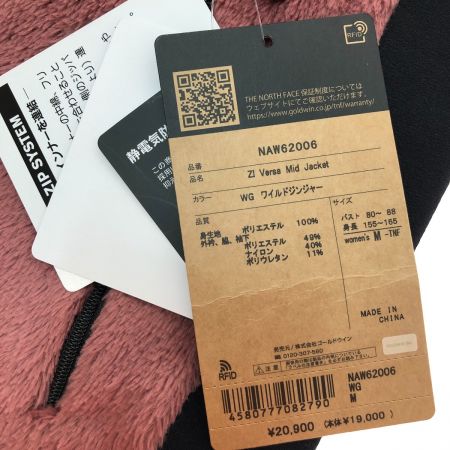 RFID
THE NORTH FACE 保証制度については
ウェブサイトにてご確認いただけます。
https://www.goldwin.co.jp/tnf/warranty/
品番 NAW62006
品名 ZI Versa Mid Jacket
カラー WG ワイルドジンジャー
品質
身生地 ポリエステル 100%
外衿、脇、袖下 ポリエステル 49%
ナイロン 40%
ポリウレタン 11%
サイズ
バスト 80~ 88
身長 155~165
women's M -TNF
MADE IN
CHINA
発売元/株式会社ゴールドウイン
0120-307-560
注意
RFID
NAW62006
WG
M
4580777082790
¥20,900 (本体¥19,000)
静電気防
ZIP SYSTEM